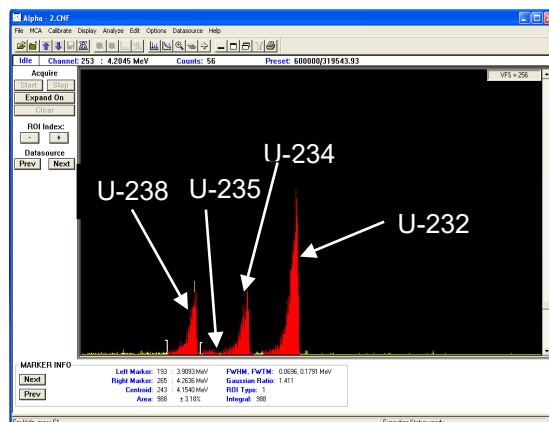 Alpha - 2.CNF
File MCA Calibrate Display Analyze Edit Options Datasource Help
Idle Channel: 253 : 4.2045 MeV Counts: 56 Preset: 600000/319543.93
Acquire
Start Stop
Expand On
Clear
ROI Index:
- +
Datasource
Prev Next
VFS = 256
U-234
U-238 U-235
U-232
MARKER INFO
Next
Prev
Left Marker: 193 : 3.9093 MeV FWHM, FWTM: 0.0696, 0.1791 MeV
Right Marker: 265 : 4.2636 MeV Gaussian Ratio: 1.411
Centroid: 243 : 4.1540 MeV ROI Type: 1
Area: 988 ± 3.18% Integral: 988